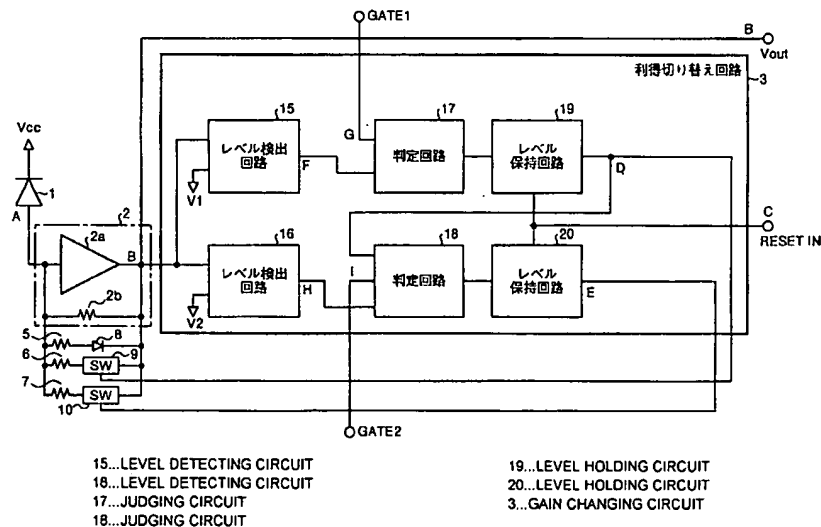 GATE1
B
Vout
利得切り替え回路
3
15
17
19
Vcc
レベル検出
回路
G
判定回路
レベル
保持回路
F
D
1
V1
A
2
C
RESET IN
2a
16
18
20
B
レベル検出
回路
I
判定回路
レベル
保持回路
H
E
2b
V2
5
8
6
SW
9
7
SW
10
GATE2
15...LEVEL DETECTING CIRCUIT
16...LEVEL DETECTING CIRCUIT
17...JUDGING CIRCUIT
18...JUDGING CIRCUIT
19...LEVEL HOLDING CIRCUIT
20...LEVEL HOLDING CIRCUIT
3...GAIN CHANGING CIRCUIT